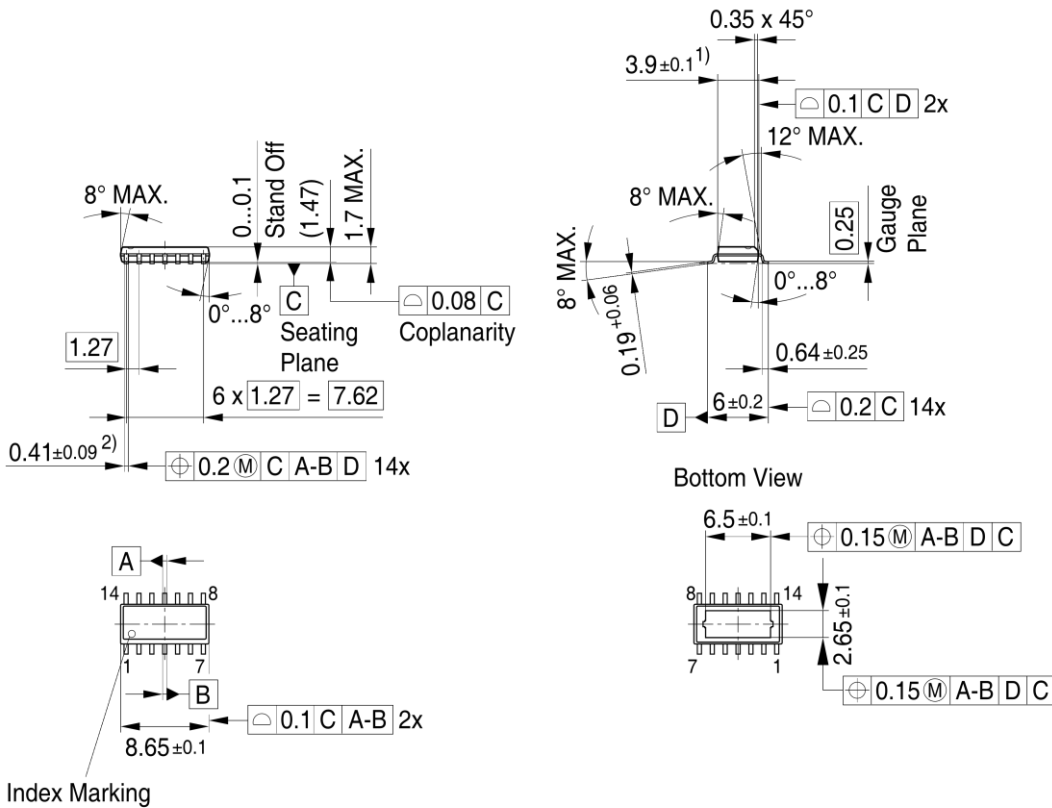 0.35 x 45°
3.9 ±0.1 1)
⌓ 0.1 C D 2x
12° MAX.
8° MAX.
0.25
Gauge
Plane
8° MAX.
0.19 +0.06
0°...8°
0.64 ±0.25
D
6 ±0.2
⌓ 0.2 C 14x
8° MAX.
0...0.1
Stand Off
(1.47)
1.7 MAX.
0°...8°
C
Seating
Plane
⌓ 0.08 C
Coplanarity
1.27
6 x 1.27 = 7.62
0.41 ±0.09 2)
⌖ 0.2 Ⓜ C A-B D 14x
A
14
8
1
7
B
⌓ 0.1 C A-B 2x
8.65 ±0.1
Index Marking
Bottom View
6.5 ±0.1
⌖ 0.15 Ⓜ A-B D C
8
14
7
1
2.65 ±0.1
⌖ 0.15 Ⓜ A-B D C